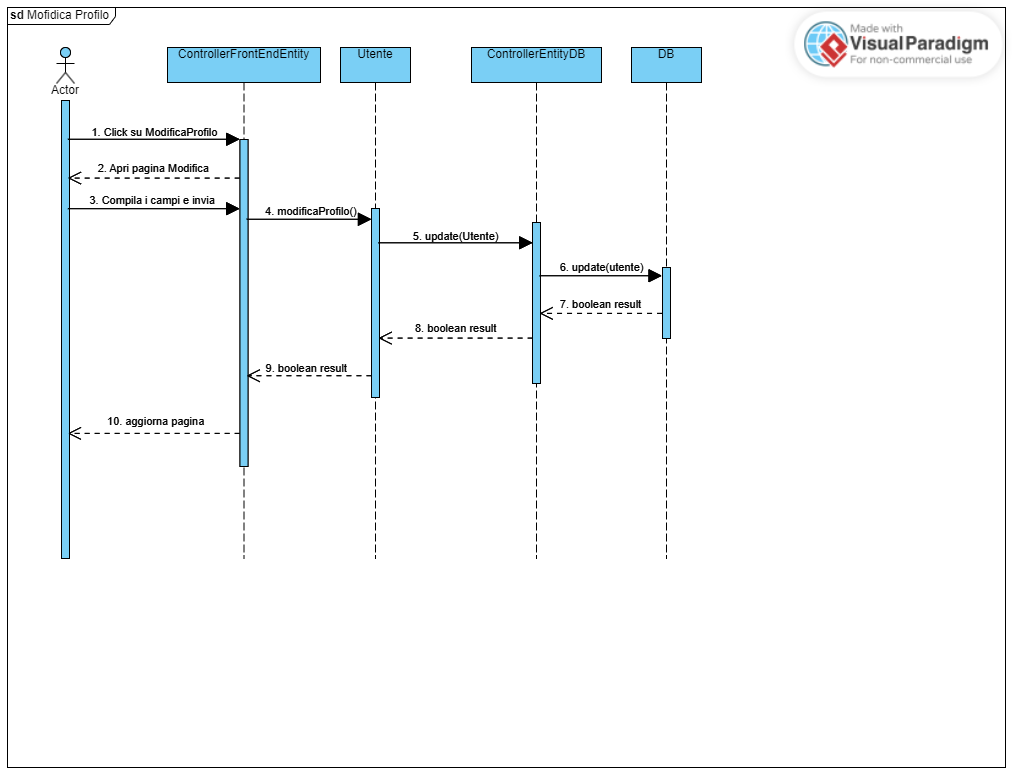 sd Mofidica Profilo
Made with
Visual Paradigm
For non-commercial use
Actor
ControllerFrontEndEntity
Utente
ControllerEntityDB
DB
1. Click su ModificaProfilo
2. Apri pagina Modifica
3. Compila i campi e invia
4. modificaProfilo()
5. update(Utente)
6. update(utente)
7. boolean result
8. boolean result
9. boolean result
10. aggiorna pagina